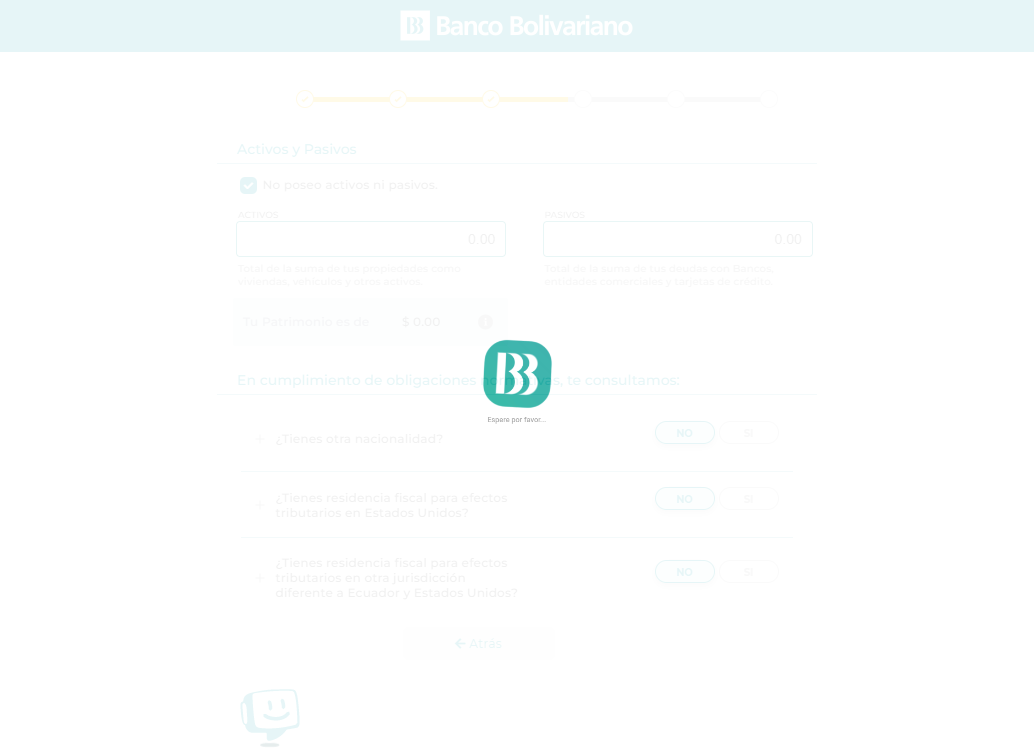 Banco Bolivariano
Activos y Pasivos
No poseo activos ni pasivos.
ACTIVOS
PASIVOS
0.00
0.00
Total de la suma de tus propiedades como
viviendas, vehículos y otros activos.
Total de la suma de tus deudas con Bancos,
entidades comerciales y tarjetas de crédito.
Tu Patrimonio es de $ 0.00
En cumplimiento de obligaciones normativas, te consultamos:
Espere por favor...
+ ¿Tienes otra nacionalidad? NO SI
+ ¿Tienes residencia fiscal para efectos
tributarios en Estados Unidos? NO SI
+ ¿Tienes residencia fiscal para efectos
tributarios en otra jurisdicción
diferente a Ecuador y Estados Unidos? NO SI
Atrás